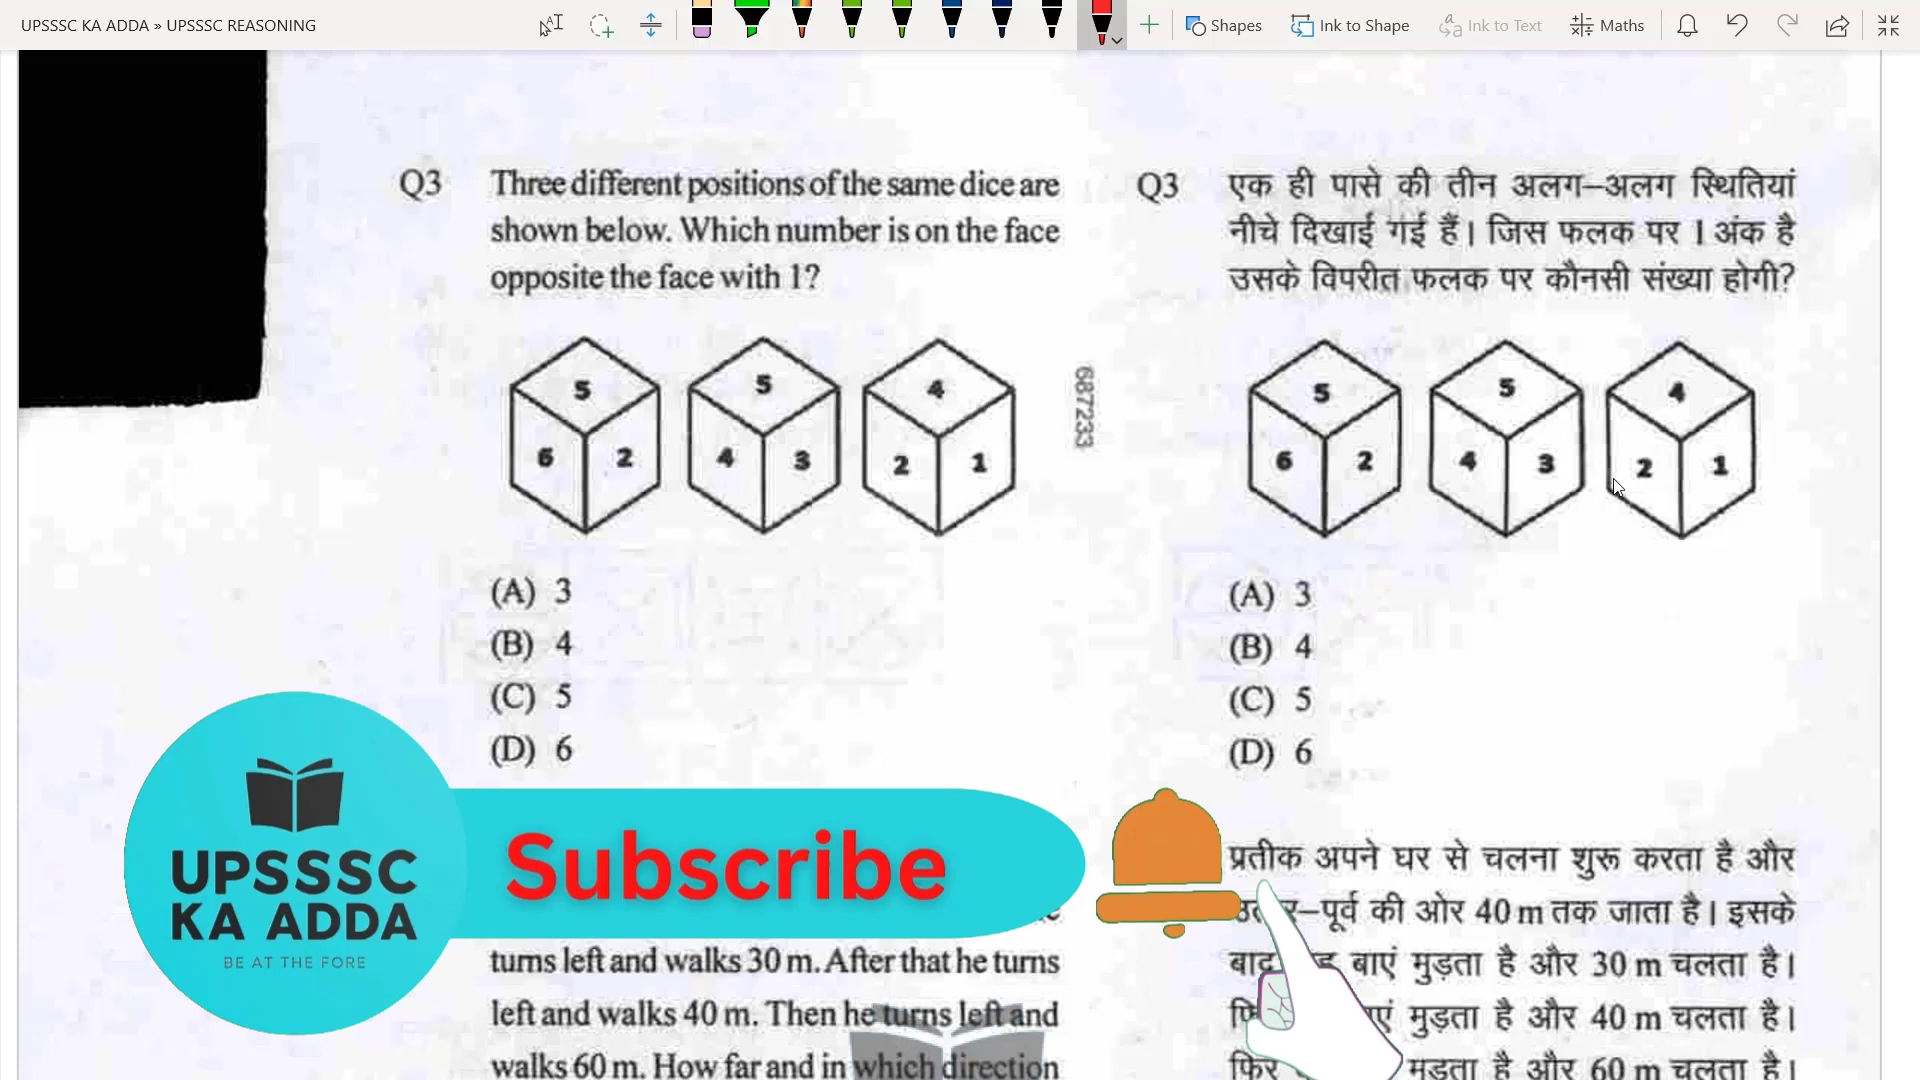 UPSSSC KA ADDA » UPSSSC REASONING
Shapes
Ink to Shape
Ink to Text
Maths
Q3 Three different positions of the same dice are
shown below. Which number is on the face
opposite the face with 1?
5
6 2
5
4 3
4
2 1
(A) 3
(B) 4
(C) 5
(D) 6
687233
Q3 एक ही पासे की तीन अलग–अलग स्थितियां
नीचे दिखाई गई हैं। जिस फलक पर 1 अंक है
उसके विपरीत फलक पर कौनसी संख्या होगी?
5
6 2
5
4 3
4
2 1
(A) 3
(B) 4
(C) 5
(D) 6
UPSSSC
KA ADDA
BE AT THE FORE
Subscribe
turns left and walks 30 m. After that he turns
left and walks 40 m. Then he turns left and
walks 60 m. How far and in which direction
प्रतीक अपने घर से चलना शुरू करता है और
–पूर्व की ओर 40 m तक जाता है। इसके
बाद बाएं मुड़ता है और 30 m चलता है।
मुड़ता है और 40 m चलता है।
फिर मुड़ता है और 60 m चलता है।